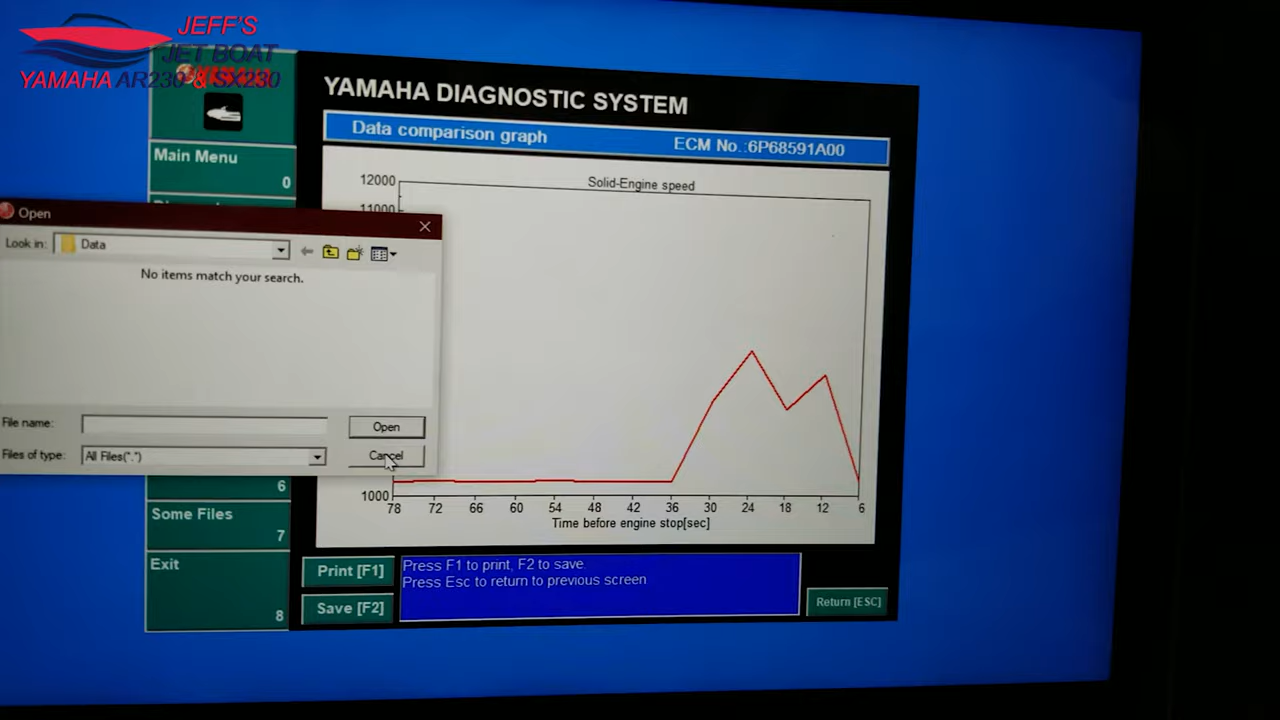 JEFF'S
JET BOAT
YAMAHA AR230 & SX230
YAMAHA DIAGNOSTIC SYSTEM
Data comparison graph
ECM No.:6P68591A00
Main Menu
0
Open
Look in:
Data
No items match your search.
File name:
Open
Files of type:
All Files(*.*)
Cancel
6
Some Files
7
Exit
8
Solid-Engine speed
12000
11000
1000
78 72 66 60 54 48 42 36 30 24 18 12 6
Time before engine stop[sec]
Print [F1]
Save [F2]
Press F1 to print, F2 to save.
Press Esc to return to previous screen
Return [ESC]